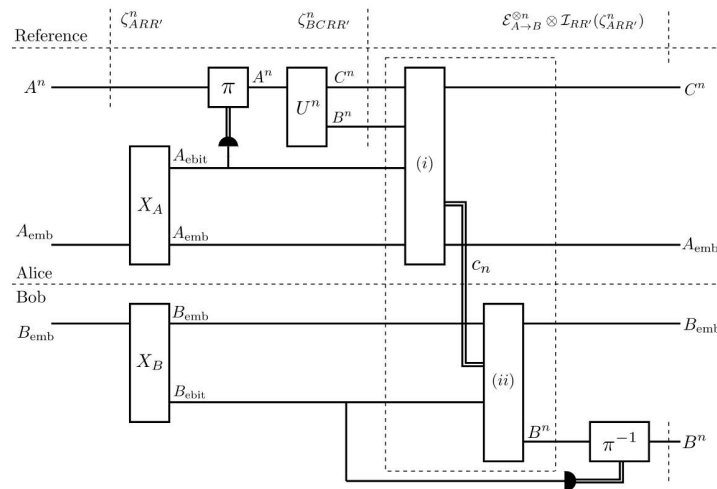 ζ^n_{ARR′} ζ^n_{BCRR′} 𝓔^{⊗n}_{A→B} ⊗ 𝓘_{RR′}(ζ^n_{ARR′})
Reference
A^n π A^n U^n C^n C^n
B^n
A_ebit (i)
X_A
A_emb A_emb A_emb
c_n
Alice
Bob
B_emb B_emb B_emb
X_B
(ii)
B_ebit
B^n π^{−1} B^n